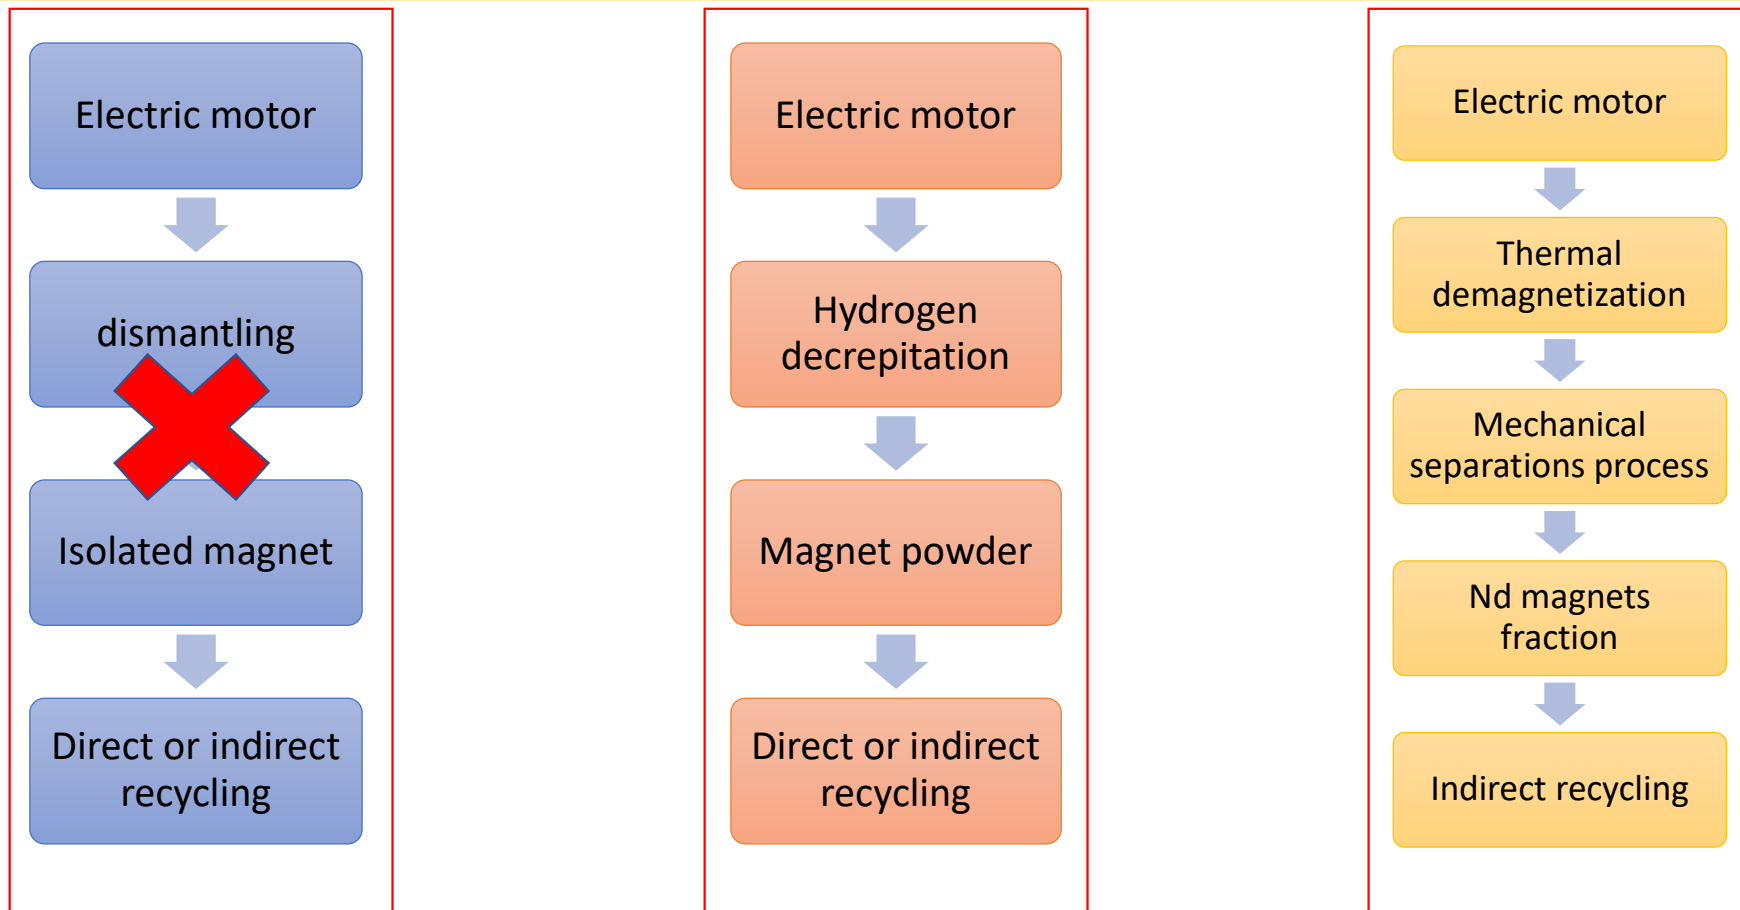 Electric motor
dismantling
Isolated magnet
Direct or indirect
recycling
Electric motor
Hydrogen
decrepitation
Magnet powder
Direct or indirect
recycling
Electric motor
Thermal
demagnetization
Mechanical
separations process
Nd magnets
fraction
Indirect recycling